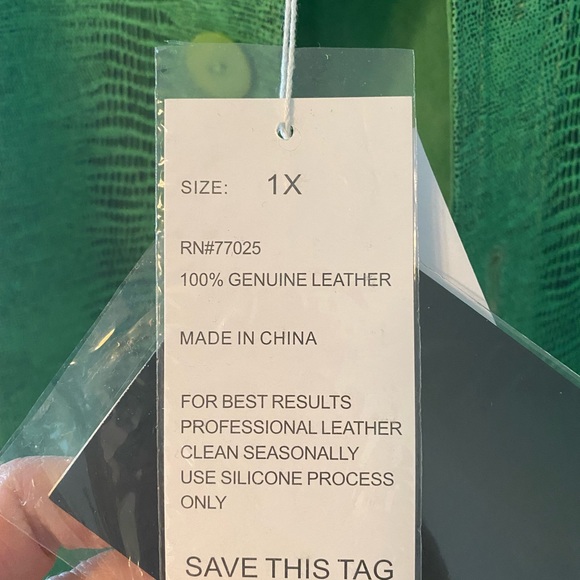 SIZE: 1X
RN#77025
100% GENUINE LEATHER
MADE IN CHINA
FOR BEST RESULTS
PROFESSIONAL LEATHER
CLEAN SEASONALLY
USE SILICONE PROCESS
ONLY
SAVE THIS TAG